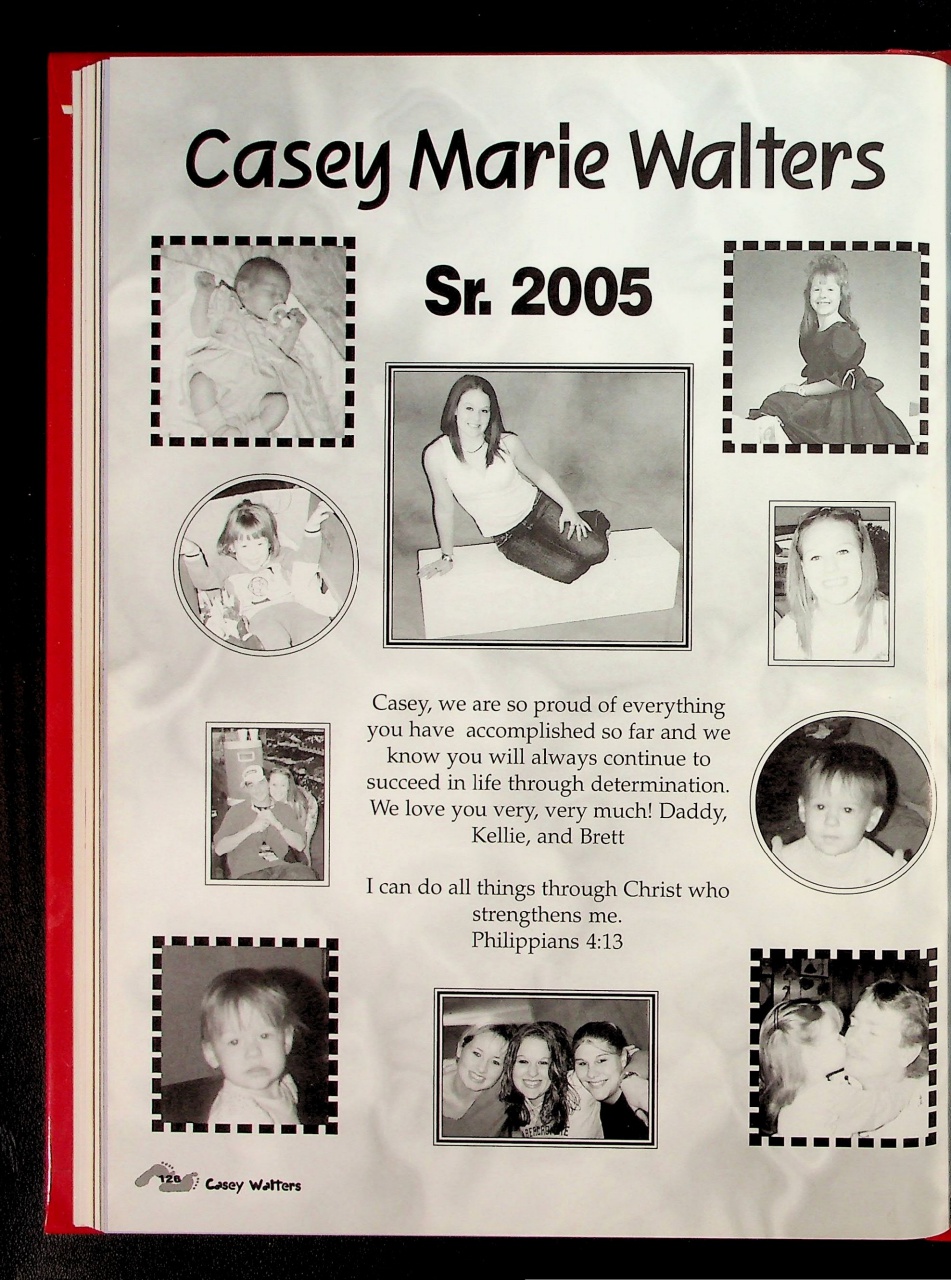 Casey Marie Walters
Sr. 2005
Casey, we are so proud of everything
you have accomplished so far and we
know you will always continue to
succeed in life through determination.
We love you very, very much! Daddy,
Kellie, and Brett
I can do all things through Christ who
strengthens me.
Philippians 4:13
126 Casey Walters